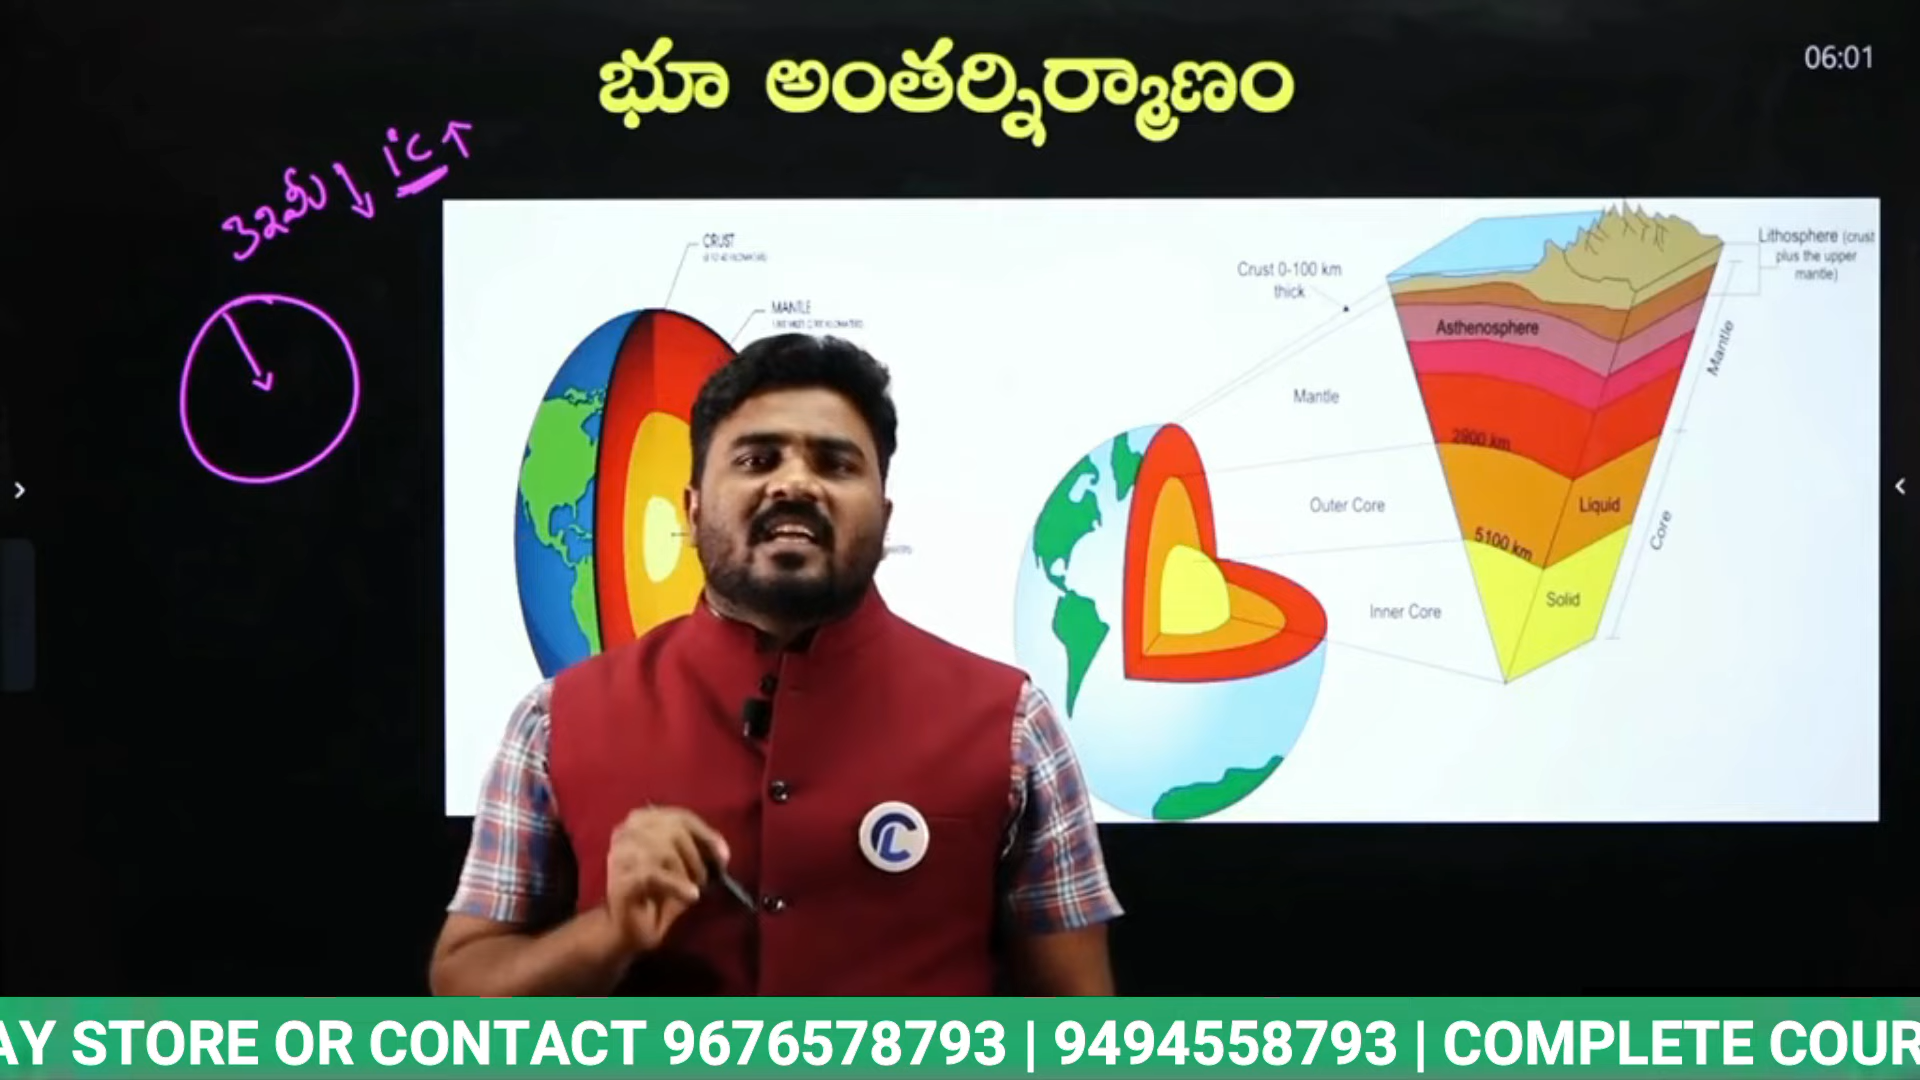 భూ అంతర్నిర్మాణం
06:01
32మీ ↓ 1°C ↑
CRUST
MANTLE
Crust 0-100 km
thick
Lithosphere (crust
plus the upper
mantle)
Asthenosphere
Mantle
Mantle
2900 km
Outer Core
Liquid
Core
5100 km
Inner Core
Solid
AY STORE OR CONTACT 9676578793 | 9494558793 | COMPLETE COUR